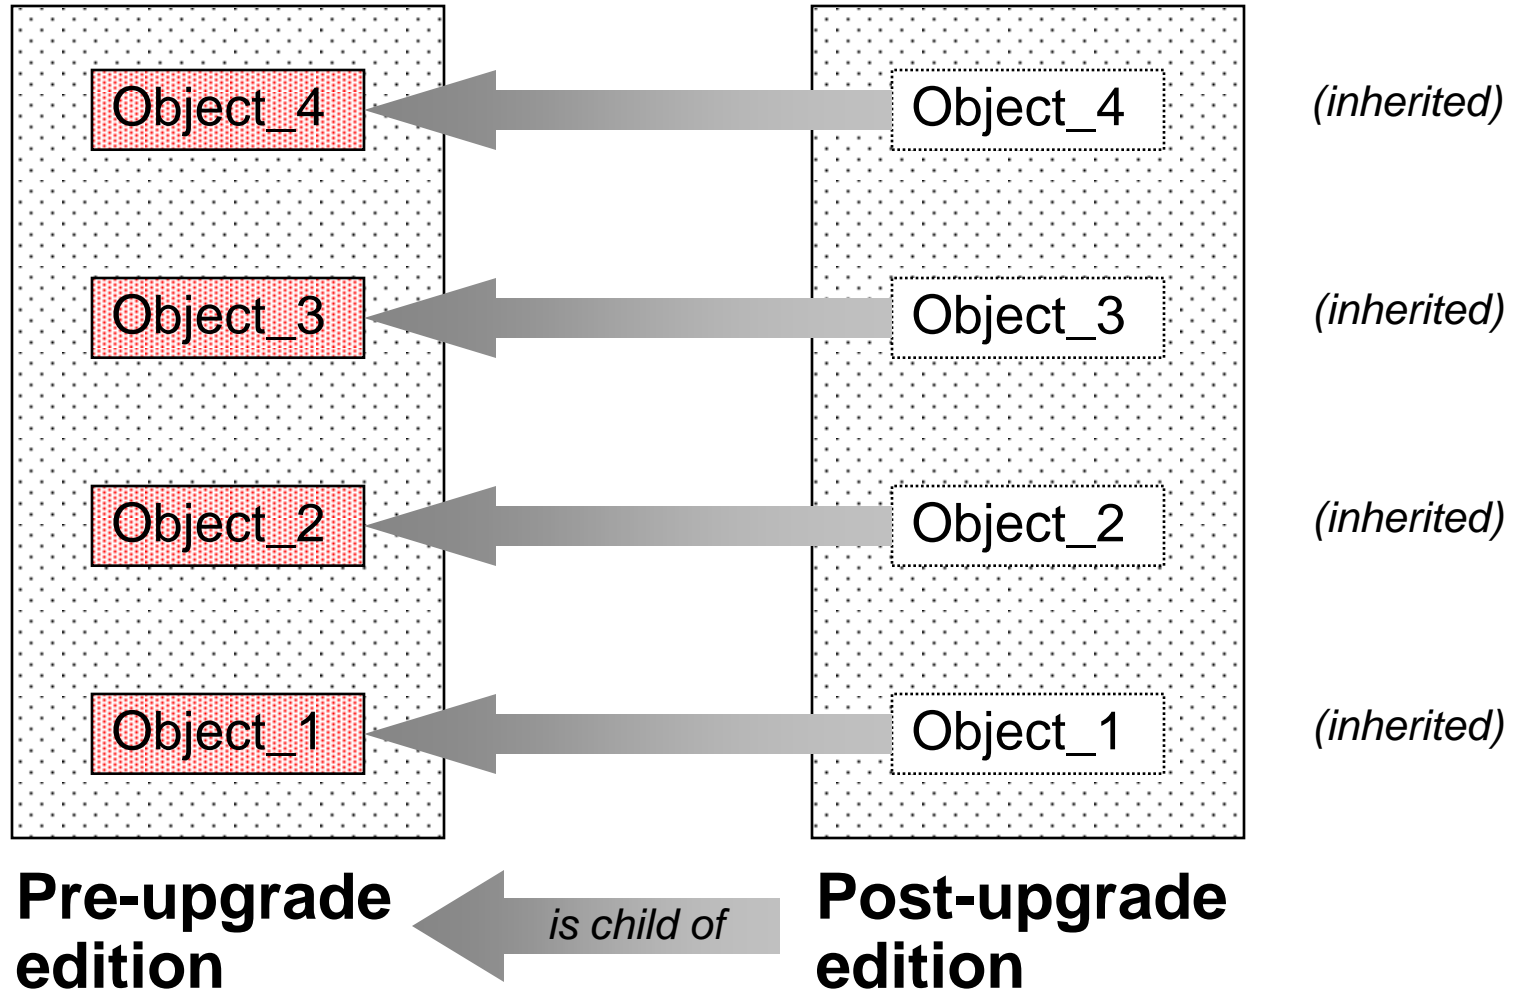 Object_4 Object_4 (inherited)
Object_3 Object_3 (inherited)
Object_2 Object_2 (inherited)
Object_1 Object_1 (inherited)
Pre-upgrade
edition
is child of
Post-upgrade
edition